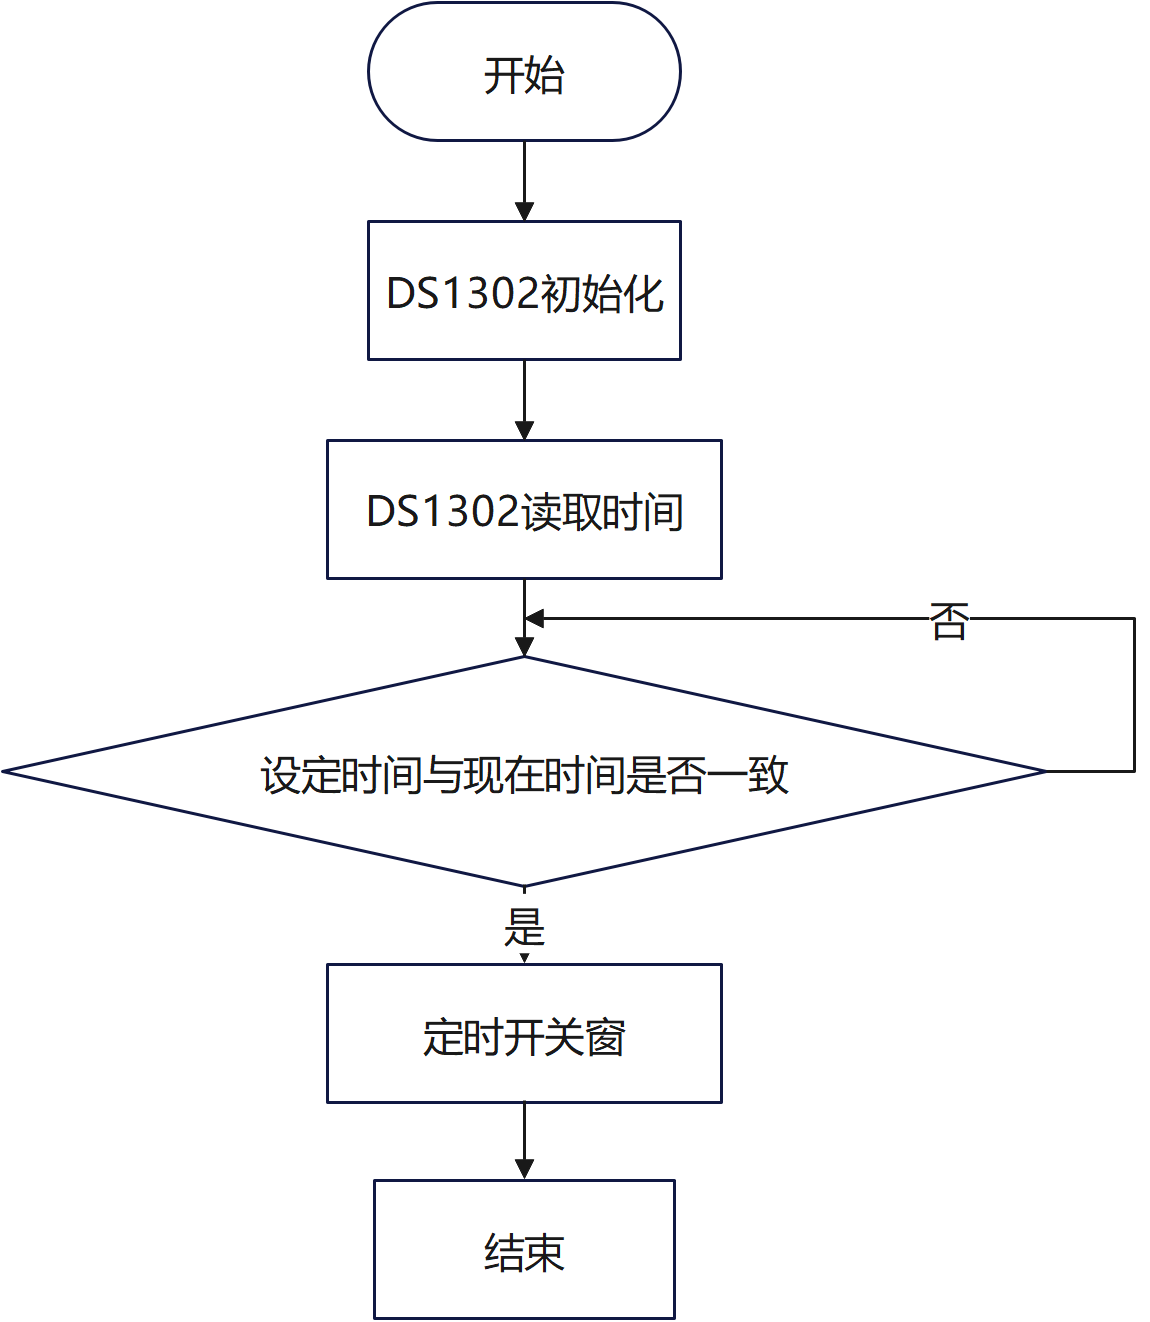 开始
DS1302初始化
DS1302读取时间
否
设定时间与现在时间是否一致
是
定时开关窗
结束